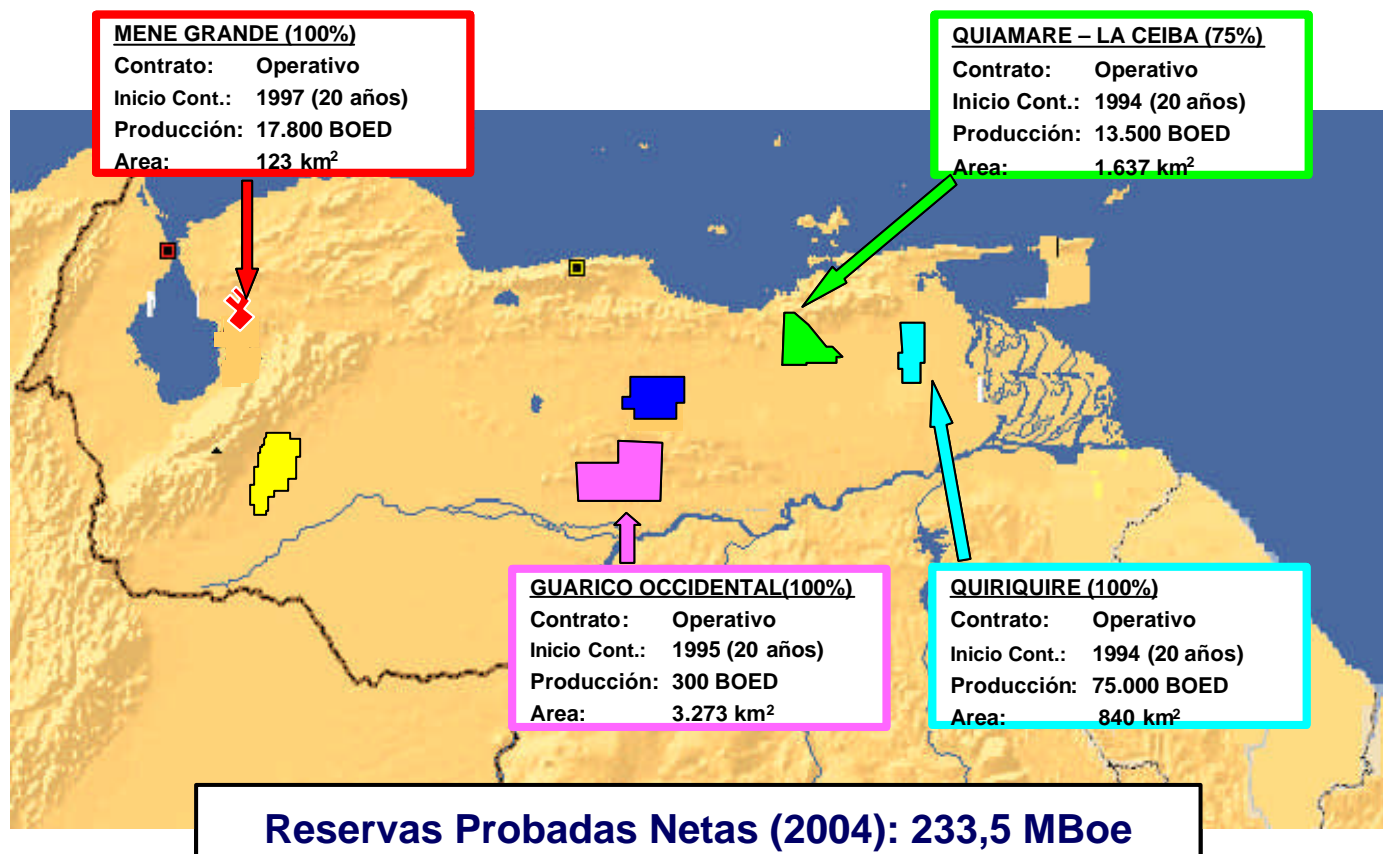 MENE GRANDE (100%)
Contrato: Operativo
Inicio Cont.: 1997 (20 años)
Producción: 17.800 BOED
Area: 123 km²
QUIAMARE – LA CEIBA (75%)
Contrato: Operativo
Inicio Cont.: 1994 (20 años)
Producción: 13.500 BOED
Area: 1.637 km²
GUARICO OCCIDENTAL(100%)
Contrato: Operativo
Inicio Cont.: 1995 (20 años)
Producción: 300 BOED
Area: 3.273 km²
QUIRIQUIRE (100%)
Contrato: Operativo
Inicio Cont.: 1994 (20 años)
Producción: 75.000 BOED
Area: 840 km²
Reservas Probadas Netas (2004): 233,5 MBoe